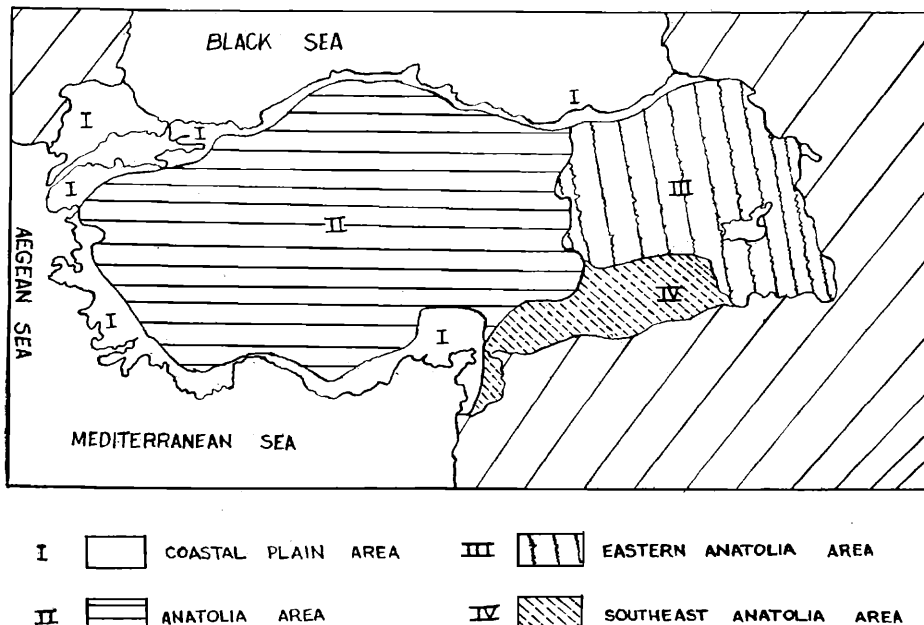 BLACK SEA
I
I
I
I
III
II
AEGEAN SEA
IV
I
I
MEDITERRANEAN SEA
I COASTAL PLAIN AREA
III EASTERN ANATOLIA AREA
II ANATOLIA AREA
IV SOUTHEAST ANATOLIA AREA